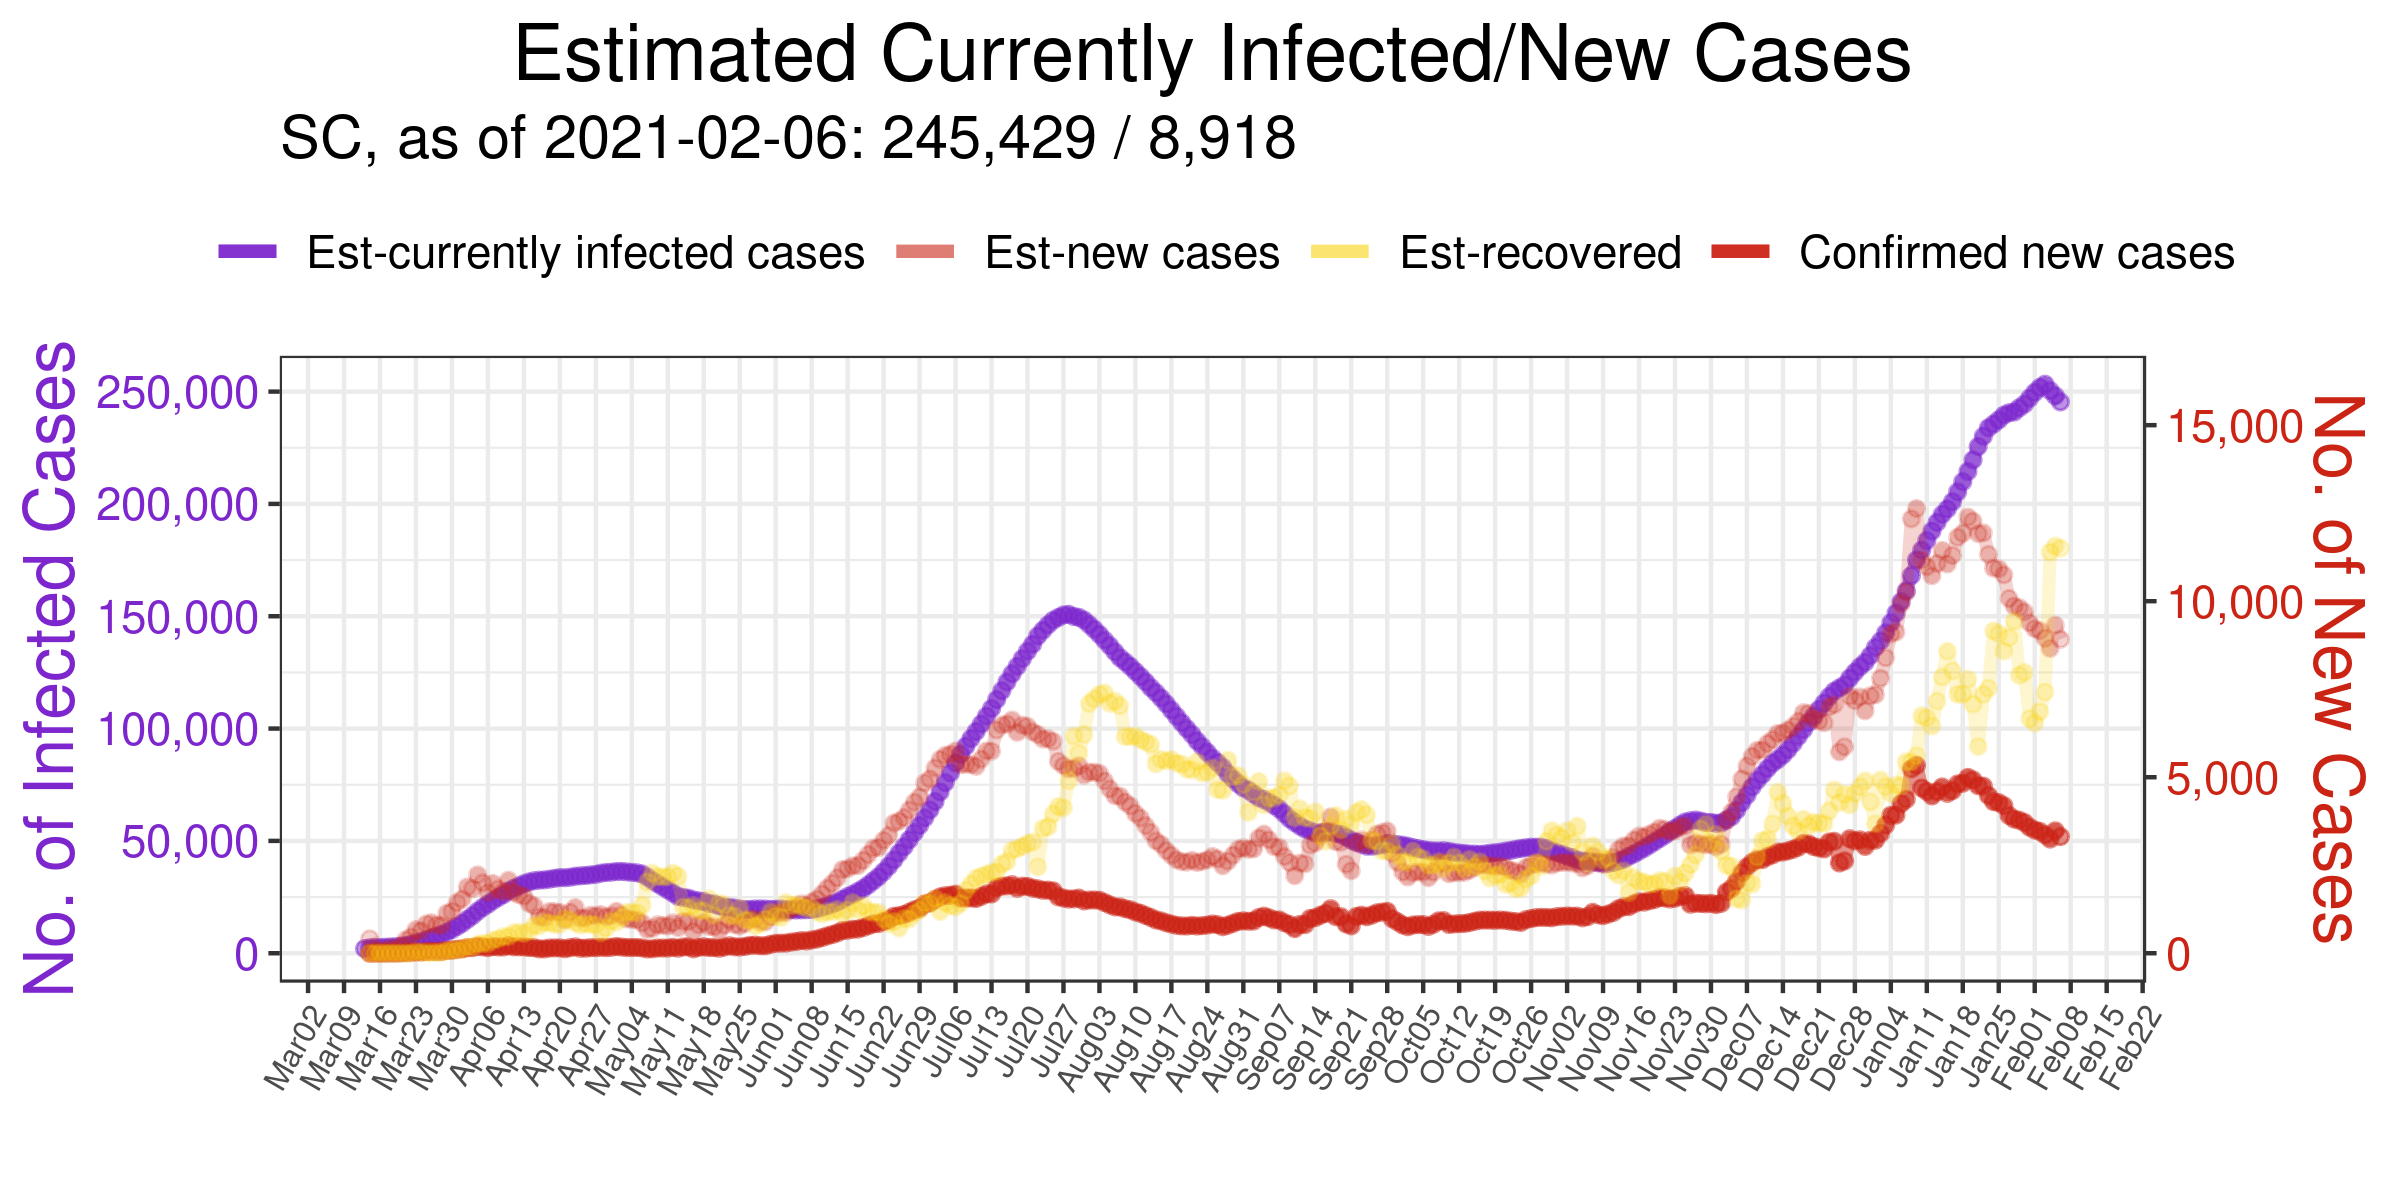 Estimated Currently Infected/New Cases
SC, as of 2021-02-06: 245,429 / 8,918
Est-currently infected cases
Est-new cases
Est-recovered
Confirmed new cases
No. of Infected Cases
250,000
200,000
150,000
100,000
50,000
0
15,000
10,000
5,000
0
No. of New Cases
Mar02
Mar09
Mar16
Mar23
Mar30
Apr06
Apr13
Apr20
Apr27
May04
May11
May18
May25
Jun01
Jun08
Jun15
Jun22
Jun29
Jul06
Jul13
Jul20
Jul27
Aug03
Aug10
Aug17
Aug24
Aug31
Sep07
Sep14
Sep21
Sep28
Oct05
Oct12
Oct19
Oct26
Nov02
Nov09
Nov16
Nov23
Nov30
Dec07
Dec14
Dec21
Dec28
Jan04
Jan11
Jan18
Jan25
Feb01
Feb08
Feb15
Feb22